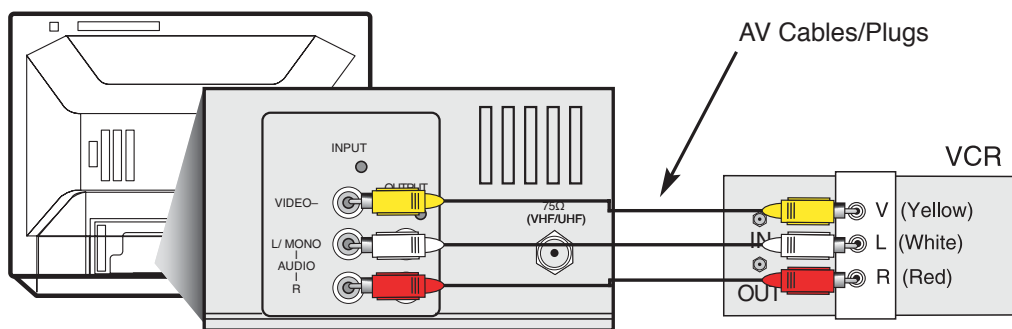 AV Cables/Plugs
VCR
INPUT
OUTPUT
VIDEO–
75Ω
(VHF/UHF)
L/ MONO
AUDIO
R
IN
OUT
V (Yellow)
L (White)
R (Red)